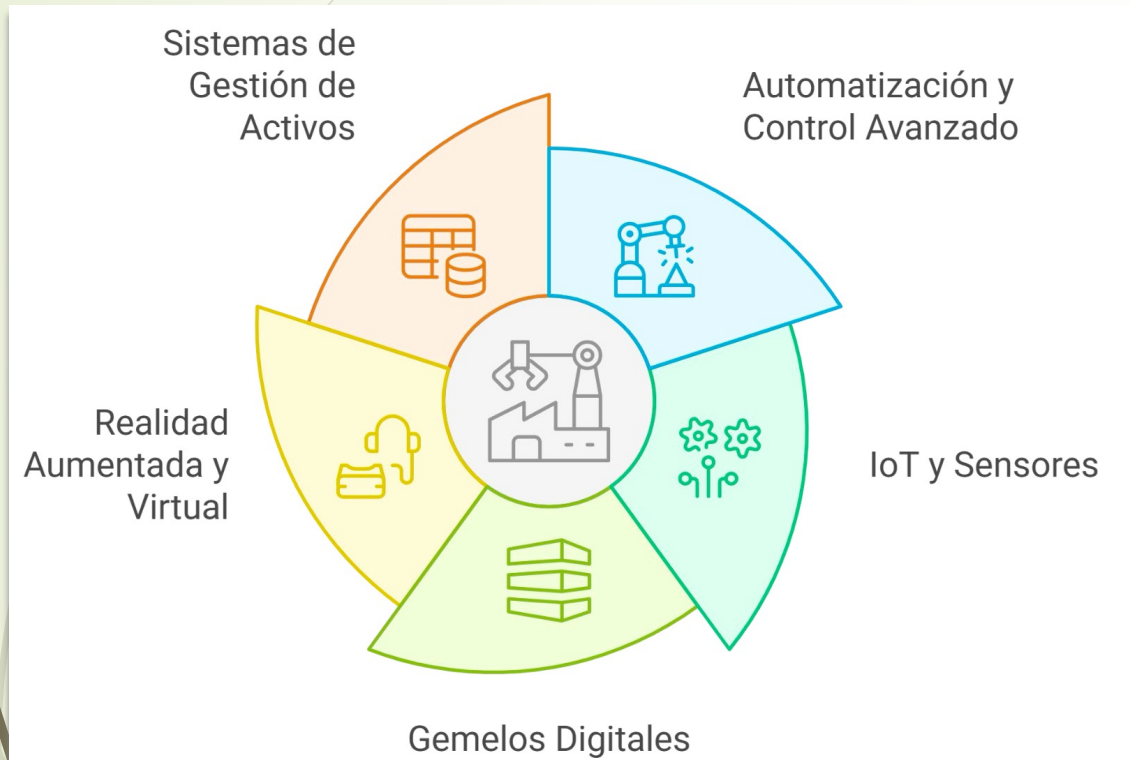 Sistemas de
Gestión de
Activos
Automatización y
Control Avanzado
Realidad
Aumentada y
Virtual
IoT y Sensores
Gemelos Digitales